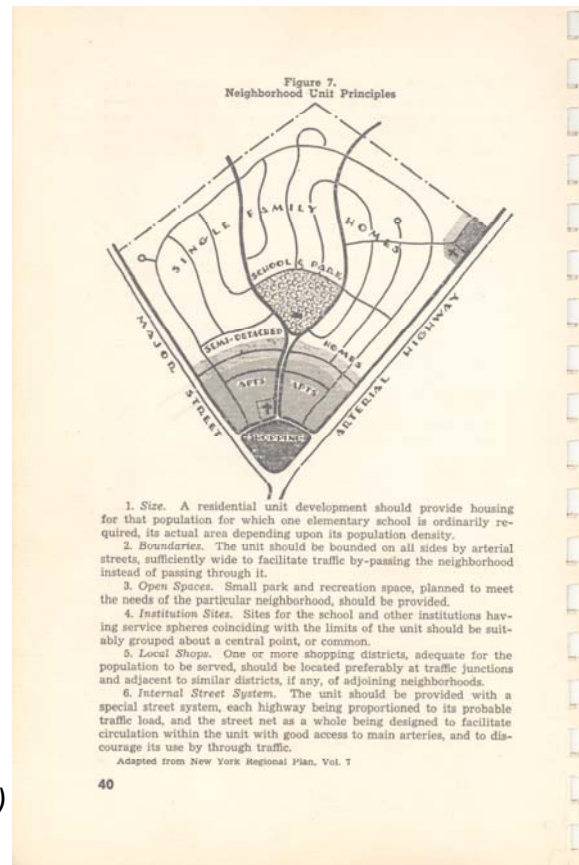 Figure 7.
Neighborhood Unit Principles
SINGLE FAMILY HOMES
SCHOOL & PARK
SEMI-DETACHED HOMES
APTS APTS
SHOPPING
MAJOR STREET
ARTERIAL HIGHWAY
1. Size. A residential unit development should provide housing
for that population for which one elementary school is ordinarily re-
quired, its actual area depending upon its population density.
2. Boundaries. The unit should be bounded on all sides by arterial
streets, sufficiently wide to facilitate traffic by-passing the neighborhood
instead of passing through it.
3. Open Spaces. Small park and recreation space, planned to meet
the needs of the particular neighborhood, should be provided.
4. Institution Sites. Sites for the school and other institutions hav-
ing service spheres coinciding with the limits of the unit should be suit-
ably grouped about a central point, or common.
5. Local Shops. One or more shopping districts, adequate for the
population to be served, should be located preferably at traffic junctions
and adjacent to similar districts, if any, of adjoining neighborhoods.
6. Internal Street System. The unit should be provided with a
special street system, each highway being proportioned to its probable
traffic load, and the street net as a whole being designed to facilitate
circulation within the unit with good access to main arteries, and to dis-
courage its use by through traffic.
Adapted from New York Regional Plan, Vol. 7
40
)